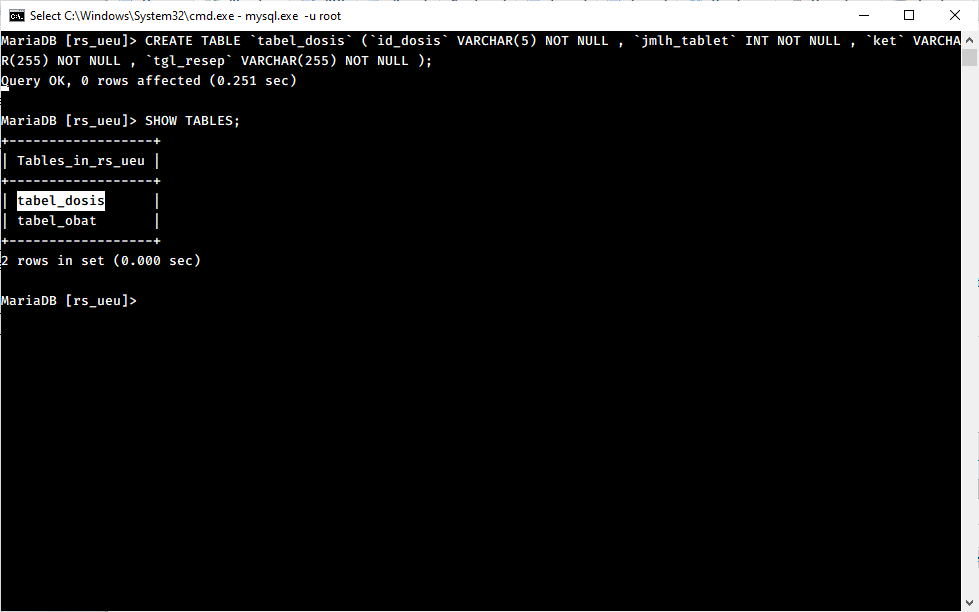 Select C:\Windows\System32\cmd.exe - mysql.exe -u root
MariaDB [rs_ueu]> CREATE TABLE `tabel_dosis` (`id_dosis` VARCHAR(5) NOT NULL , `jmlh_tablet` INT NOT NULL , `ket` VARCHA
R(255) NOT NULL , `tgl_resep` VARCHAR(255) NOT NULL );
Query OK, 0 rows affected (0.251 sec)
MariaDB [rs_ueu]> SHOW TABLES;
+------------------+
| Tables_in_rs_ueu |
+------------------+
| tabel_dosis      |
| tabel_obat       |
+------------------+
2 rows in set (0.000 sec)
MariaDB [rs_ueu]>